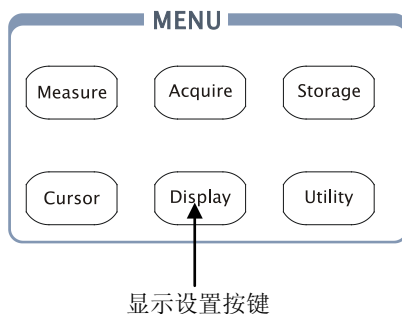 MENU
Measure Acquire Storage
Cursor Display Utility
显示设置按键